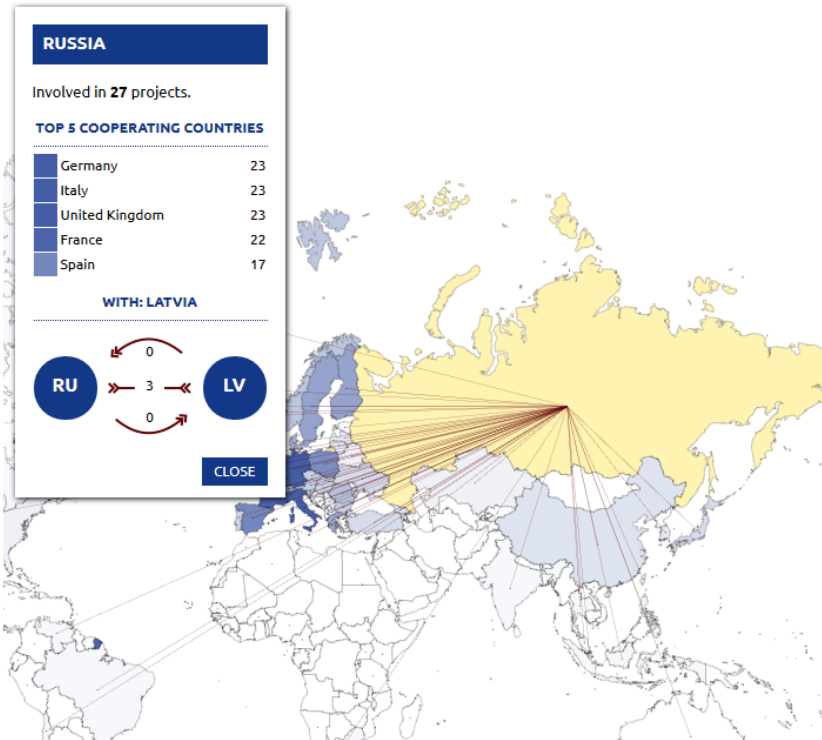 RUSSIA
Involved in 27 projects.
TOP 5 COOPERATING COUNTRIES
Germany 23
Italy 23
United Kingdom 23
France 22
Spain 17
WITH: LATVIA
0
RU 3 LV
0
CLOSE